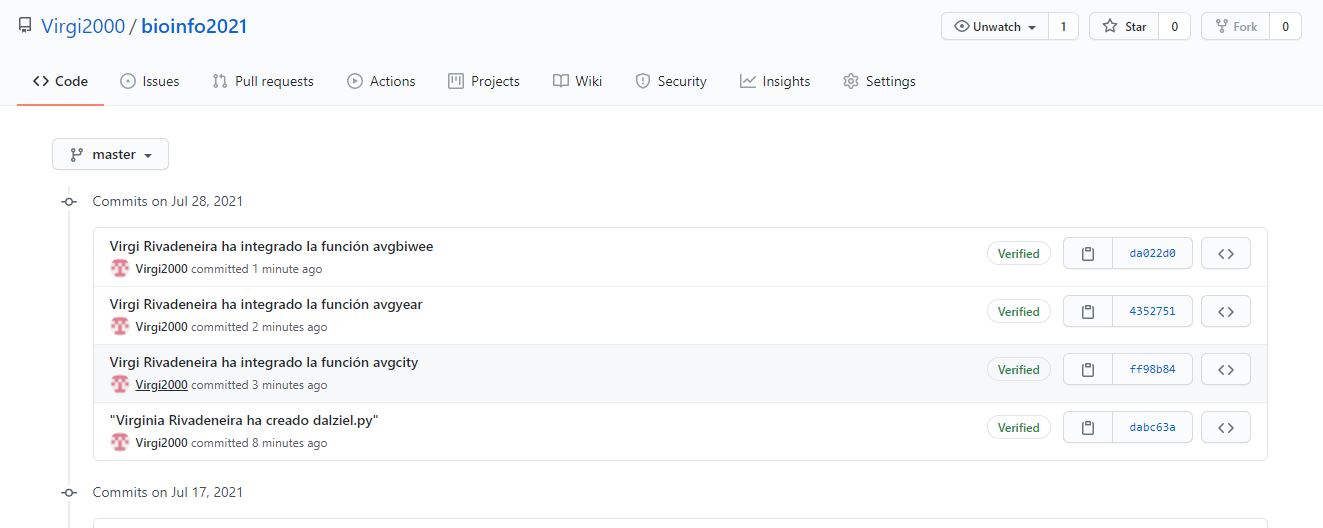 Virgi2000 / bioinfo2021
Unwatch 1 Star 0 Fork 0
Code Issues Pull requests Actions Projects Wiki Security Insights Settings
master
Commits on Jul 28, 2021
Virgi Rivadeneira ha integrado la función avgbiwee
Virgi2000 committed 1 minute ago
Verified da022d0
Virgi Rivadeneira ha integrado la función avgyear
Virgi2000 committed 2 minutes ago
Verified 4352751
Virgi Rivadeneira ha integrado la función avgcity
Virgi2000 committed 3 minutes ago
Verified ff98b84
"Virginia Rivadeneira ha creado dalziel.py"
Virgi2000 committed 8 minutes ago
Verified dabc63a
Commits on Jul 17, 2021